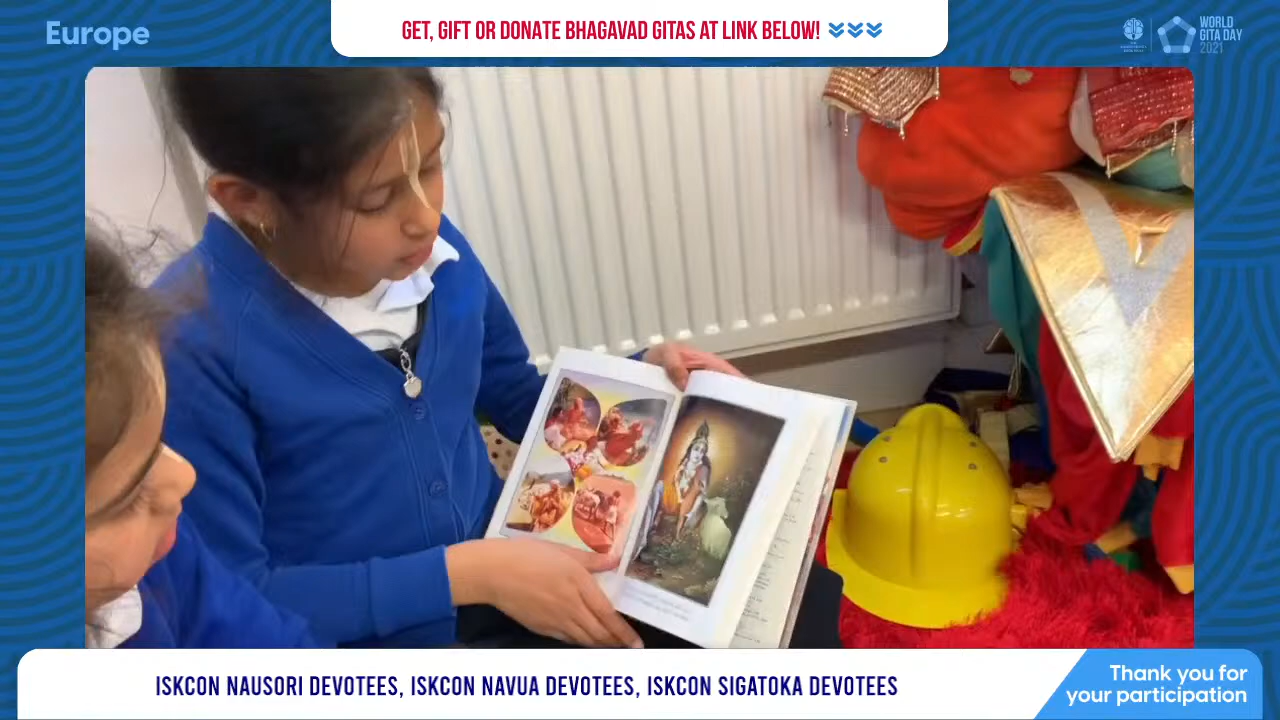 Europe
GET, GIFT OR DONATE BHAGAVAD GITAS AT LINK BELOW!
WORLD
GITA DAY
2021
ISKCON NAUSORI DEVOTEES, ISKCON NAVUA DEVOTEES, ISKCON SIGATOKA DEVOTEES
Thank you for
your participation